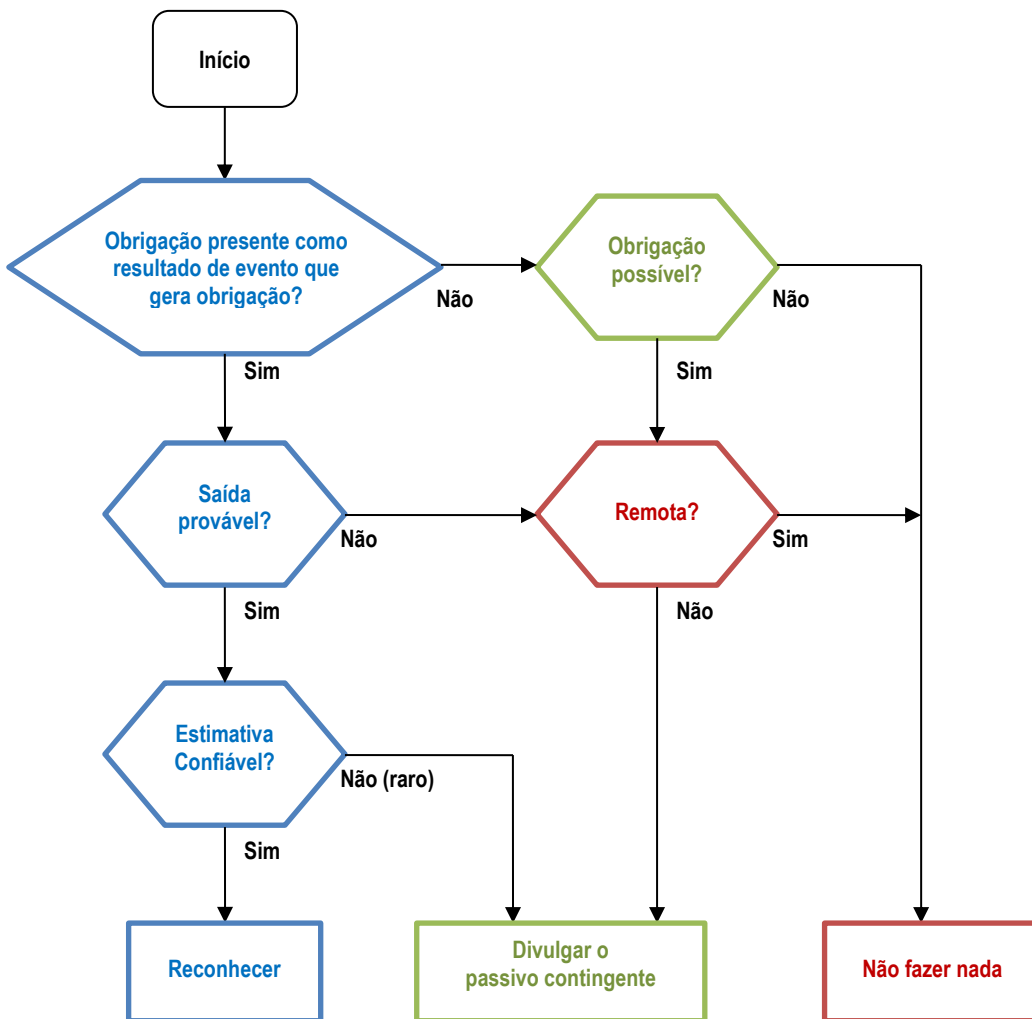 Início
Obrigação presente como
resultado de evento que
gera obrigação?
Não
Obrigação
possível?
Não
Sim
Sim
Saída
provável?
Não
Remota?
Sim
Sim
Não
Estimativa
Confiável?
Não (raro)
Sim
Reconhecer
Divulgar o
passivo contingente
Não fazer nada